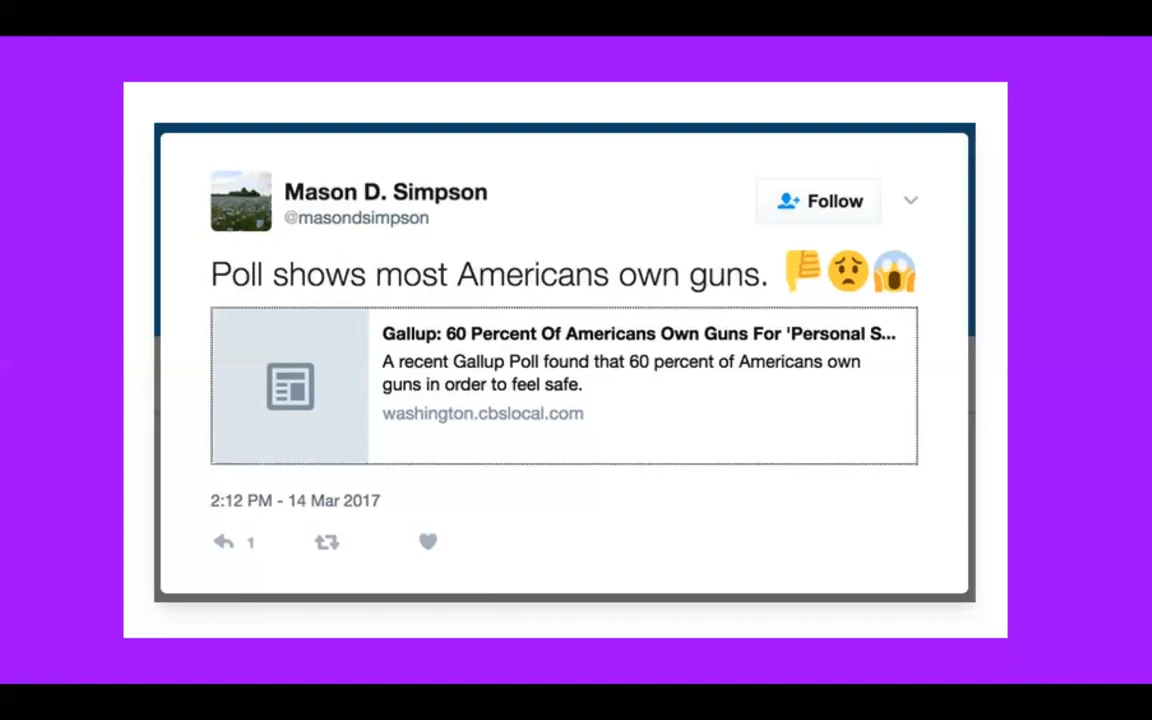 Mason D. Simpson
@masondsimpson
Follow
Poll shows most Americans own guns. 👎😟😱
Gallup: 60 Percent Of Americans Own Guns For 'Personal S...
A recent Gallup Poll found that 60 percent of Americans own
guns in order to feel safe.
washington.cbslocal.com
2:12 PM - 14 Mar 2017
1